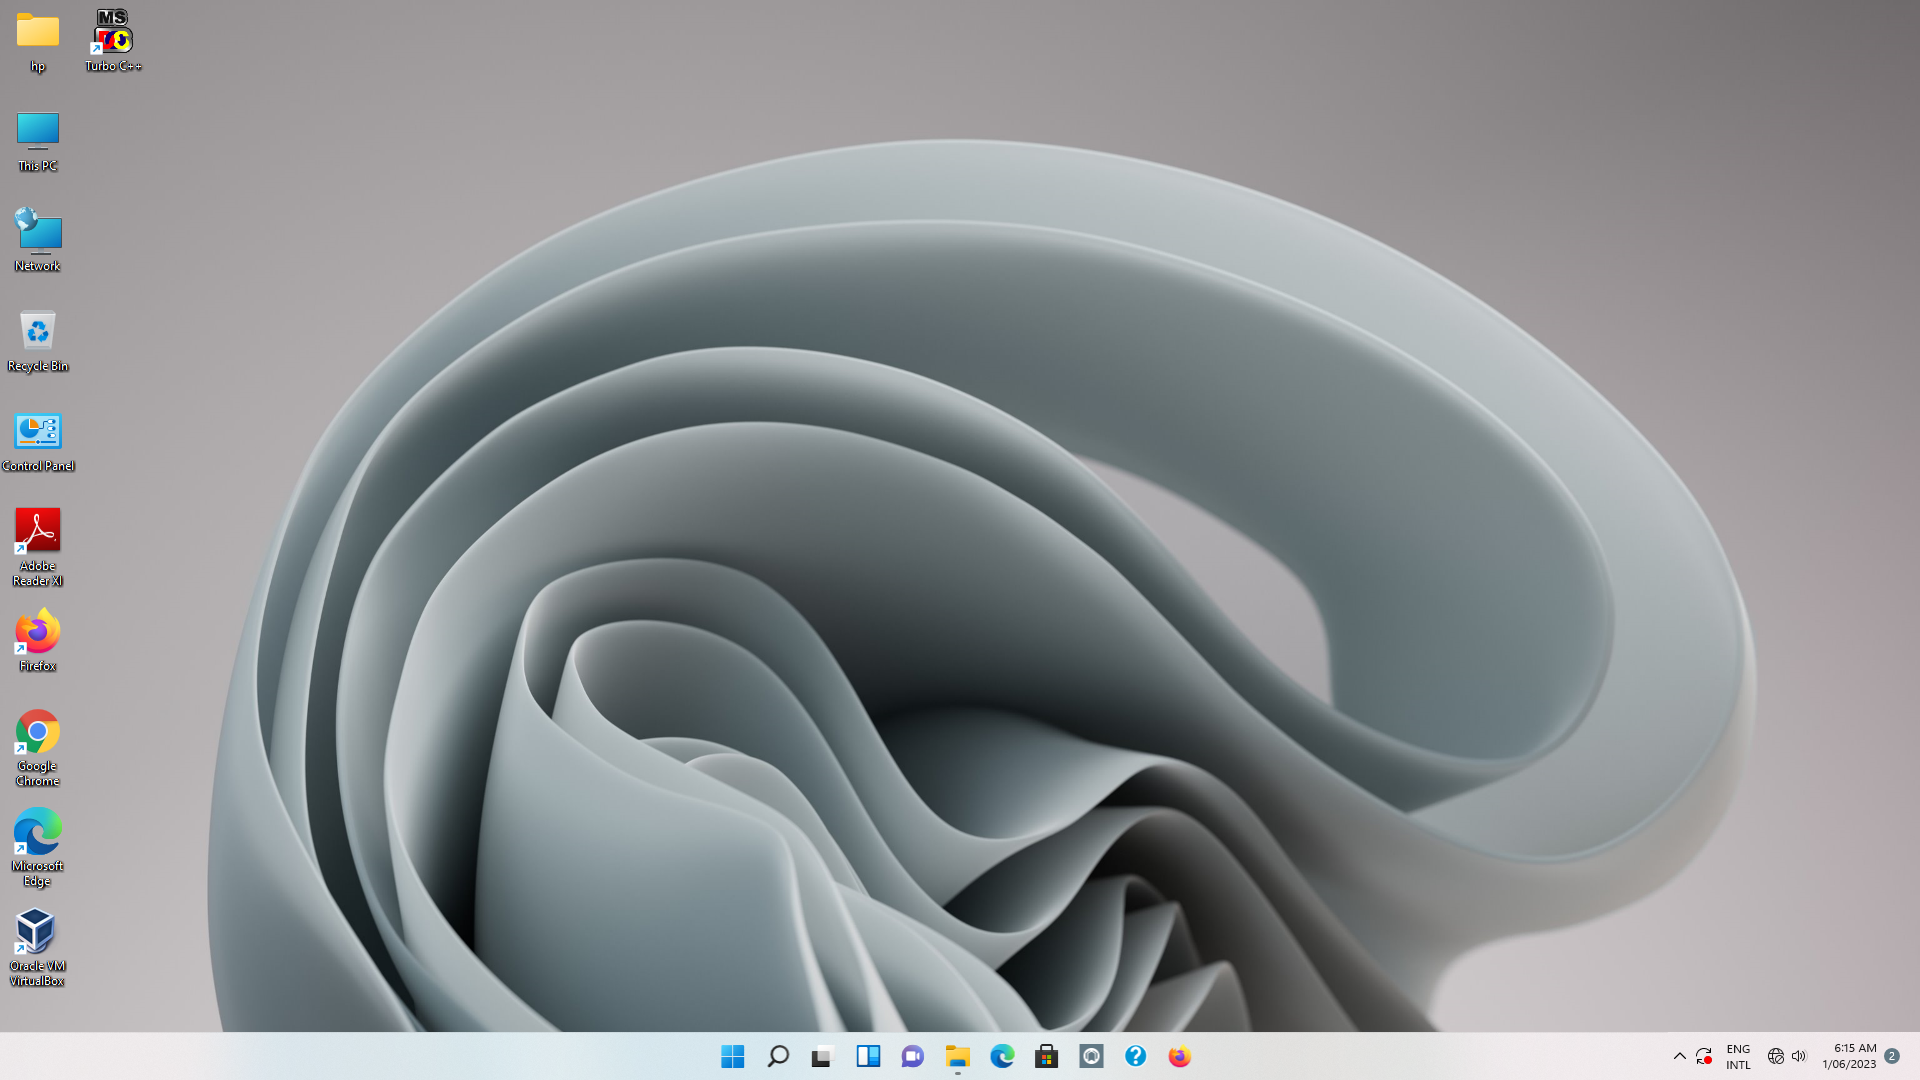 hp
MS
Turbo C++
This PC
Network
Recycle Bin
Control Panel
Adobe
Reader XI
Firefox
Google
Chrome
Microsoft
Edge
Oracle VM
VirtualBox
ENG
INTL
6:15 AM
1/06/2023
2